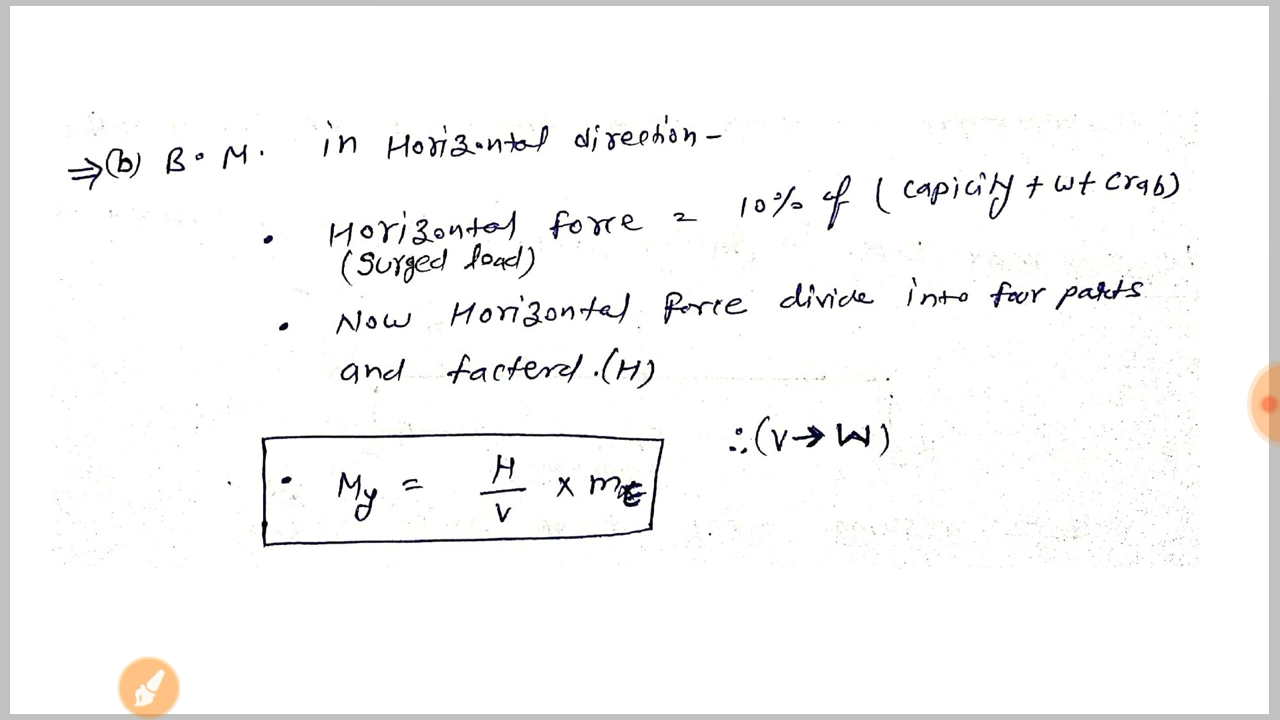 ⇒(b) B.M. in Horizontal direction-
• Horizontal force = 10% of (capicity + wt crab)
(Surged load)
• Now Horizontal force divide into four parts
and facterd.(H)
∴(V→W)
• My = H/V ×